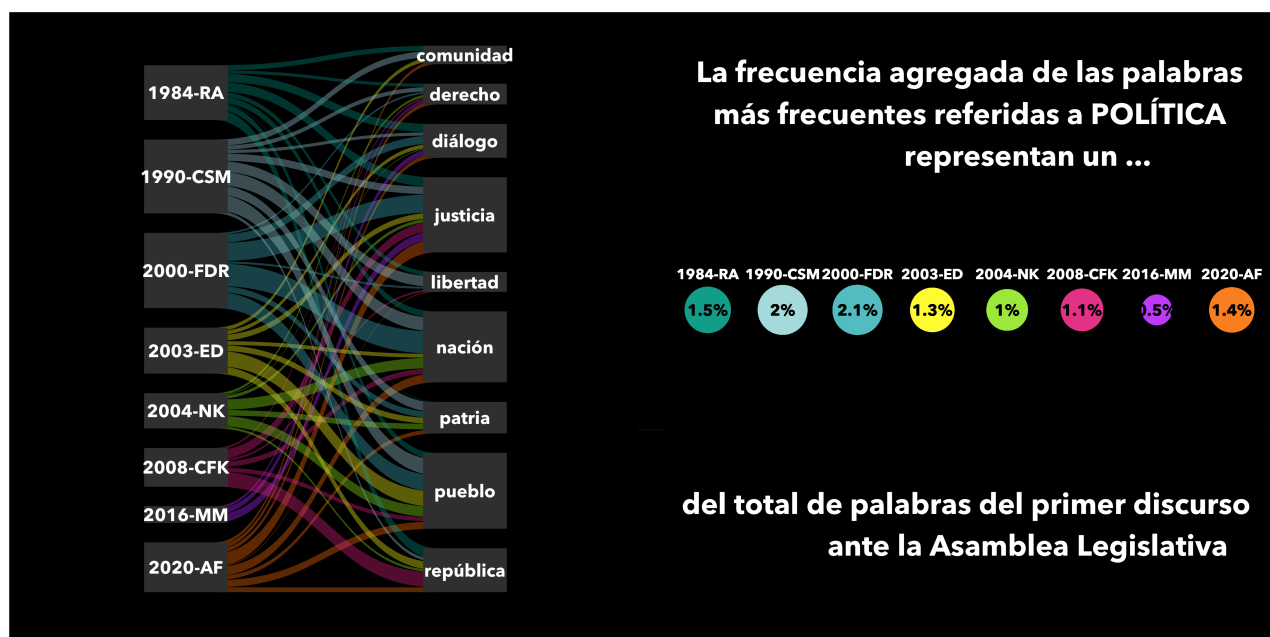 1984-RA
1990-CSM
2000-FDR
2003-ED
2004-NK
2008-CFK
2016-MM
2020-AF
comunidad
derecho
diálogo
justicia
libertad
nación
patria
pueblo
república
La frecuencia agregada de las palabras
más frecuentes referidas a POLÍTICA
representan un ...
1984-RA 1990-CSM 2000-FDR 2003-ED 2004-NK 2008-CFK 2016-MM 2020-AF
1.5% 2% 2.1% 1.3% 1% 1.1% 0.5% 1.4%
del total de palabras del primer discurso
ante la Asamblea Legislativa